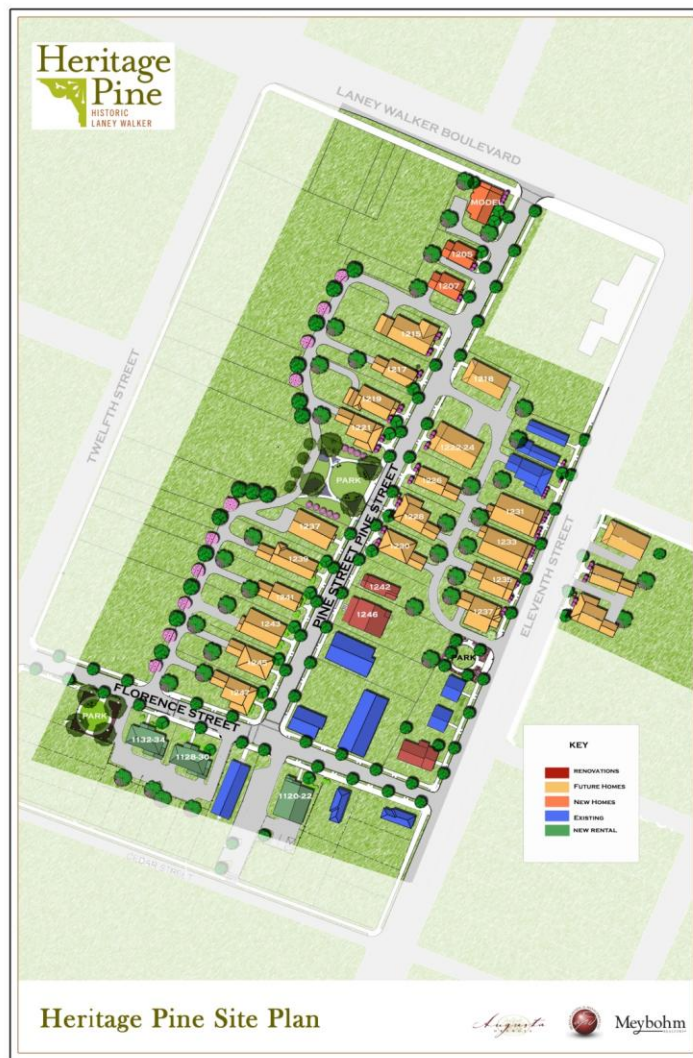 Heritage
Pine
HISTORIC
LANEY WALKER
LANEY WALKER BOULEVARD
MODEL
1205
1207
1215
1217
1218
1219
1221
1222-24
1226
PARK
1228
1231
1230
1233
1237
1239
1235
1242
1241
1237
1246
1243
PARK
1245
1247
TWELFTH STREET
PINE STREET PINE STREET
ELEVENTH STREET
FLORENCE STREET
PARK
1132-34
1128-30
1120-22
CEDAR STREET
KEY
RENOVATIONS
FUTURE HOMES
NEW HOMES
EXISTING
NEW RENTAL
Heritage Pine Site Plan
Augusta
Meybohm